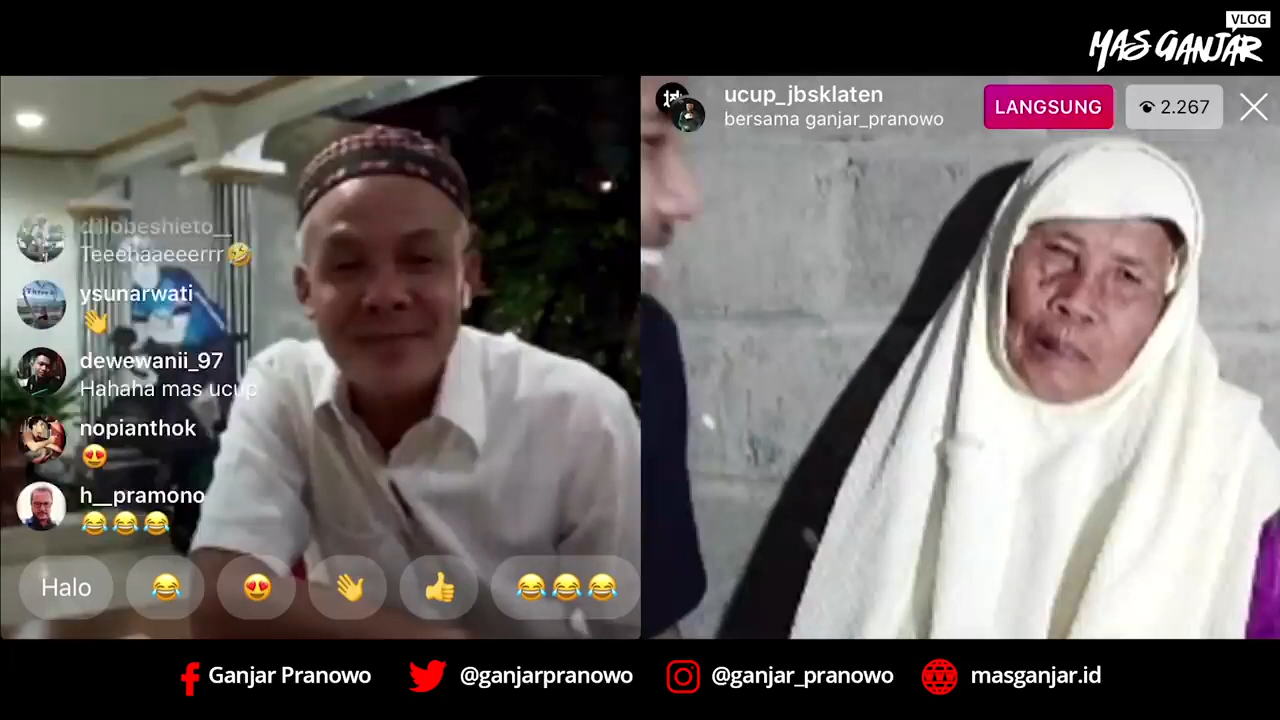 VLOG
MAS GANJAR
ucup_jbsklaten
bersama ganjar_pranowo
LANGSUNG
2.267
dillobeshieto__
Teeehaaeeerrr🤣
ysunarwati
👋
dewewanii_97
Hahaha mas ucup
nopianthok
😍
h__pramono
😂😂😂
Halo
😂
😍
👋
👍
😂😂😂
Ganjar Pranowo
@ganjarpranowo
@ganjar_pranowo
masganjar.id